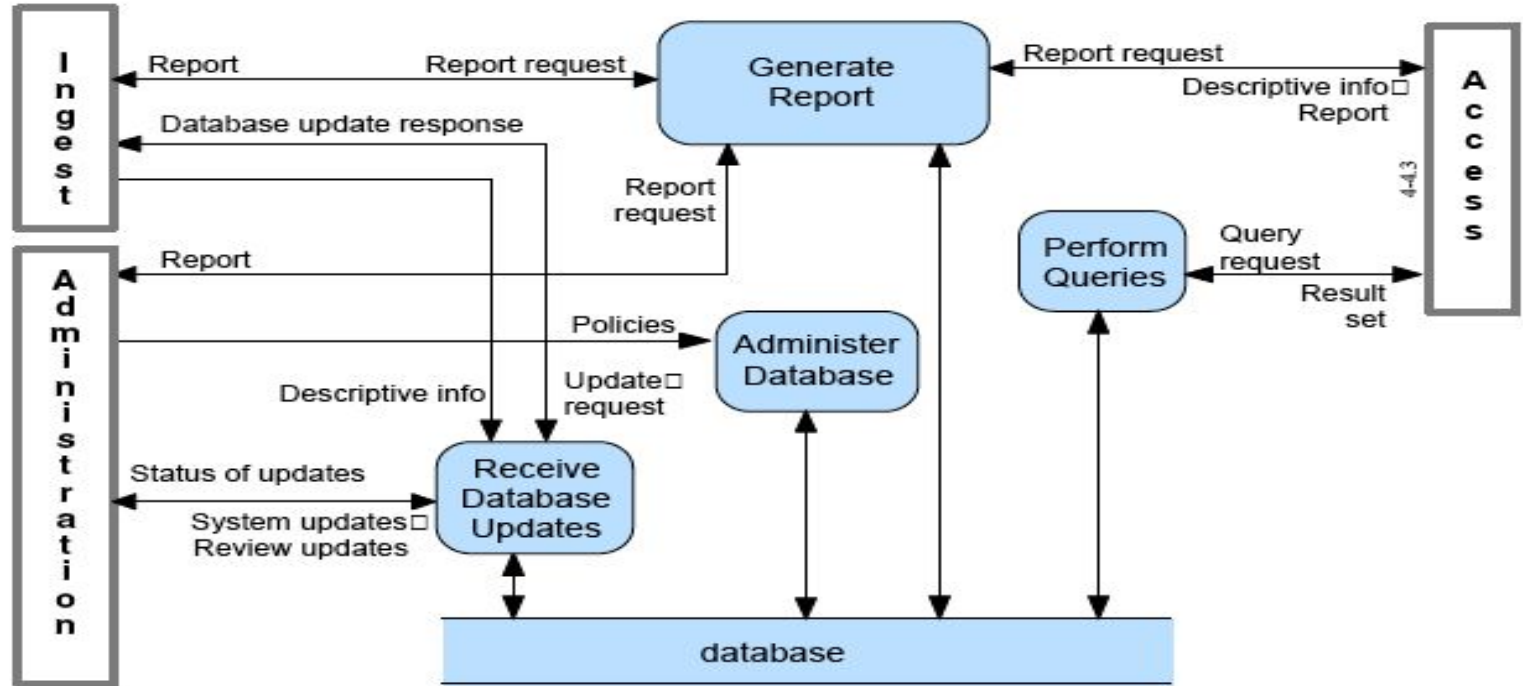 Ingest
Report
Report request
Generate
Report
Report request
Descriptive info□
Report
Access
4-4.3
Database update response
Report
request
Report
Administration
Perform
Queries
Query
request
Result
set
Policies
Administer
Database
Descriptive info
Update□
request
Status of updates
System updates□
Review updates
Receive
Database
Updates
database